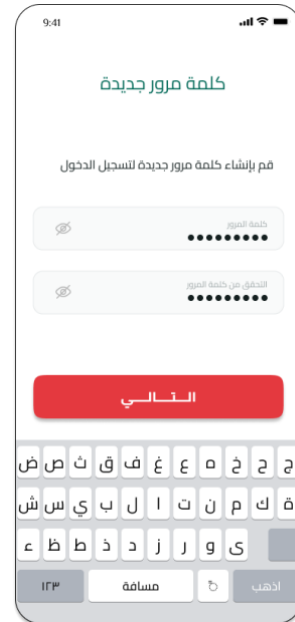 9:41
كلمة مرور جديدة
قم بإنشاء كلمة مرور جديدة لتسجيل الدخول
كلمة المرور
●●●●●●●●●
التحقق من كلمة المرور
●●●●●●●●●
الـــتـــالـــي
ض ص ث ق ف غ ع ه خ ح ج
ش س ي ب ل ا ت ن م ك ة
ء ظ ط ذ د ز ر و ى
١٢٣ مسافة اذهب